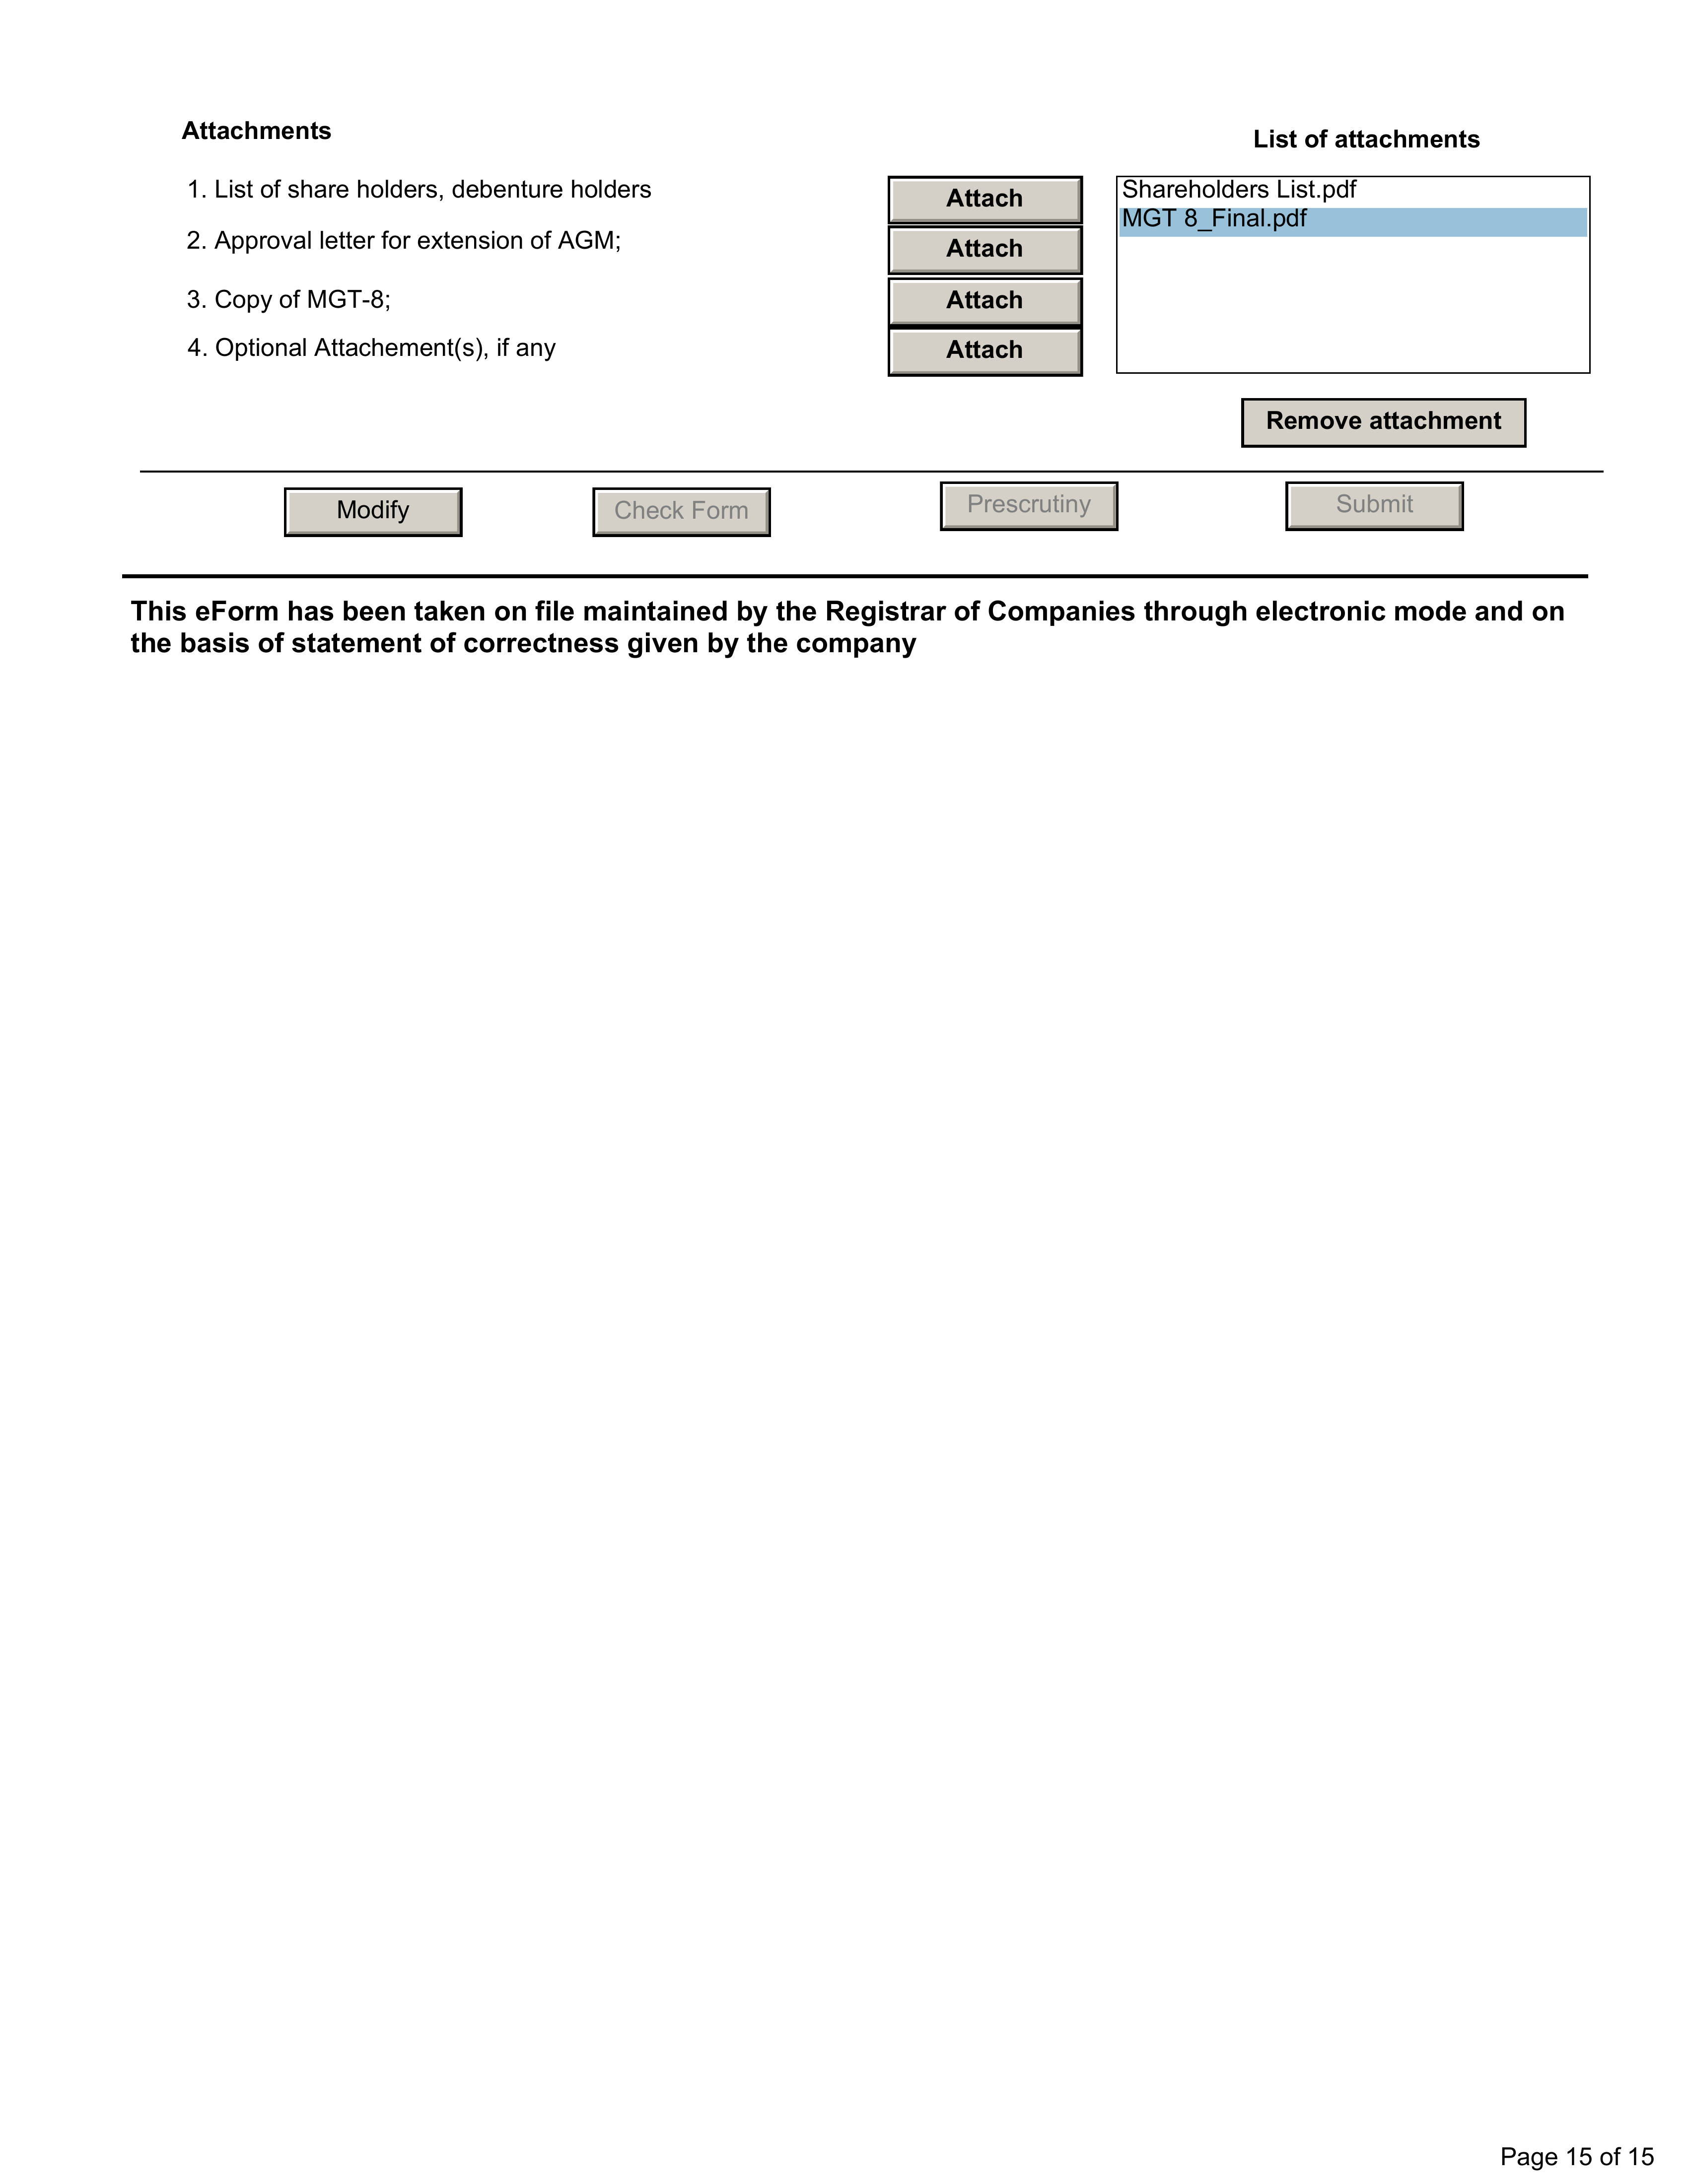 Attachments
List of attachments
1. List of share holders, debenture holders
Attach
Shareholders List.pdf
MGT 8_Final.pdf
2. Approval letter for extension of AGM;
Attach
3. Copy of MGT-8;
Attach
4. Optional Attachement(s), if any
Attach
Remove attachment
Modify
Check Form
Prescrutiny
Submit
This eForm has been taken on file maintained by the Registrar of Companies through electronic mode and on
the basis of statement of correctness given by the company
Page 15 of 15